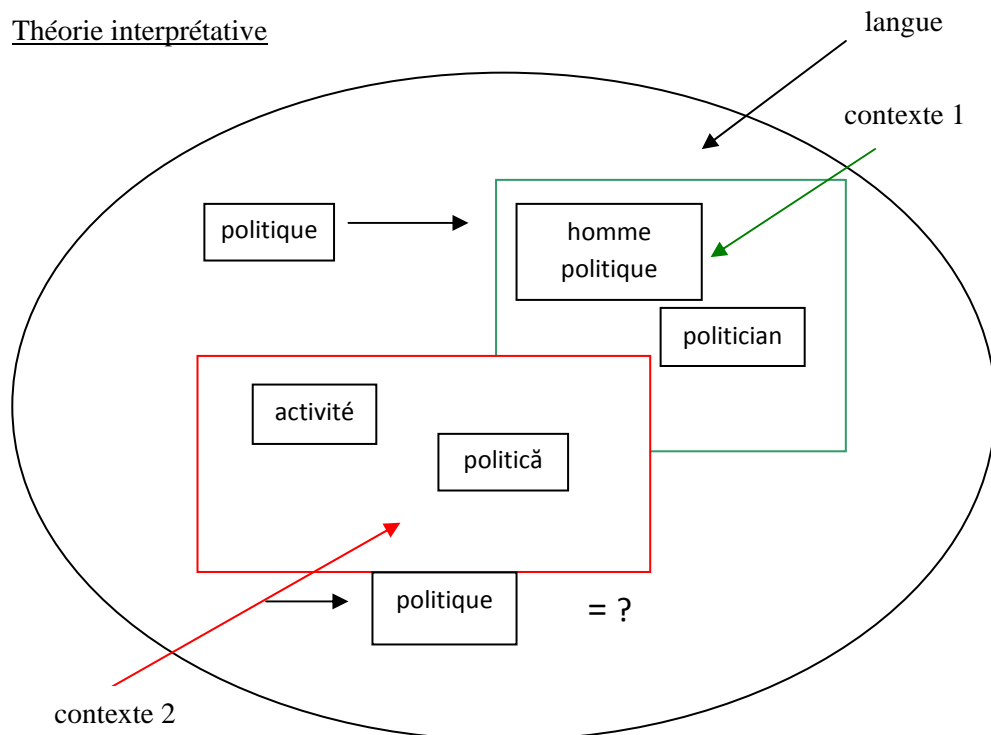 Théorie interprétative
langue
contexte 1
politique
homme
politique
politician
activité
politică
politique
= ?
contexte 2